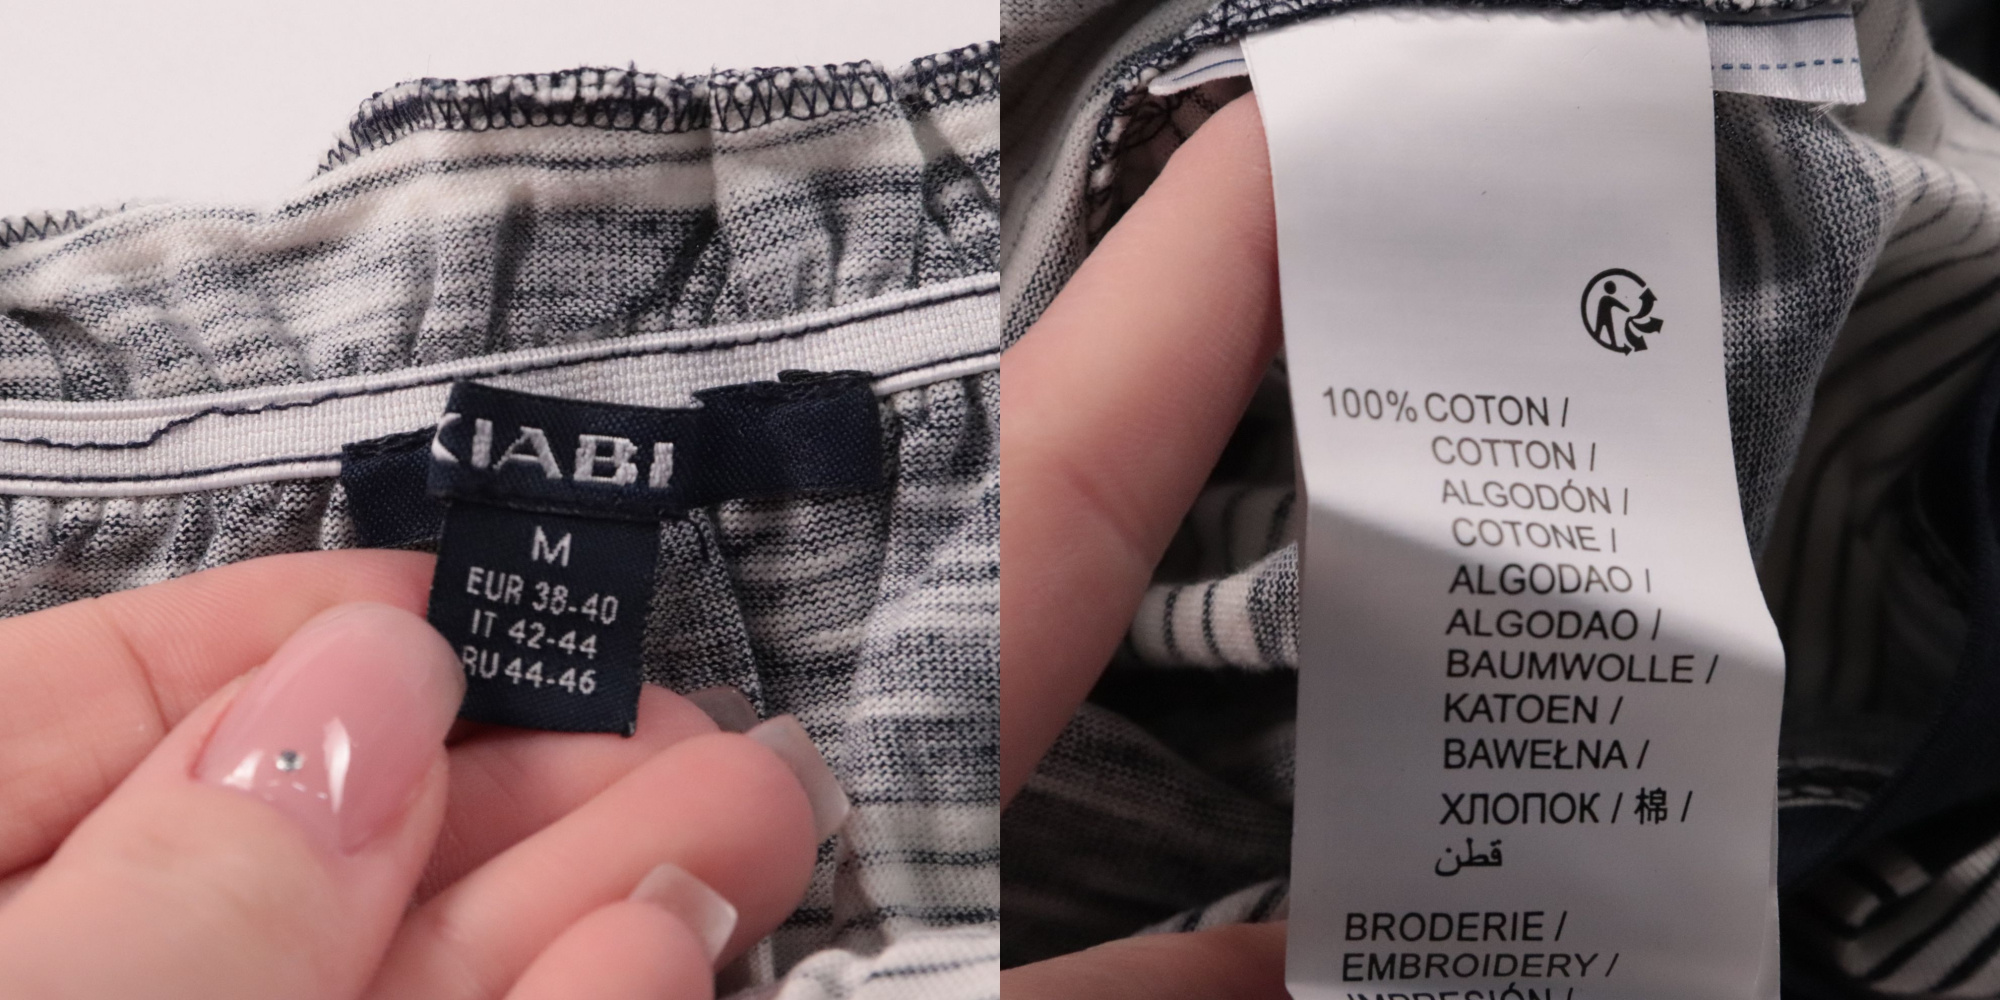 KIABI
M
EUR 38-40
IT 42-44
RU 44-46
100% COTON /
COTTON /
ALGODÓN /
COTONE /
ALGODAO /
ALGODAO /
BAUMWOLLE /
KATOEN /
BAWEŁNA /
ХЛОПОК / 棉 /
قطن
BRODERIE /
EMBROIDERY /
IMPRESIÓN /